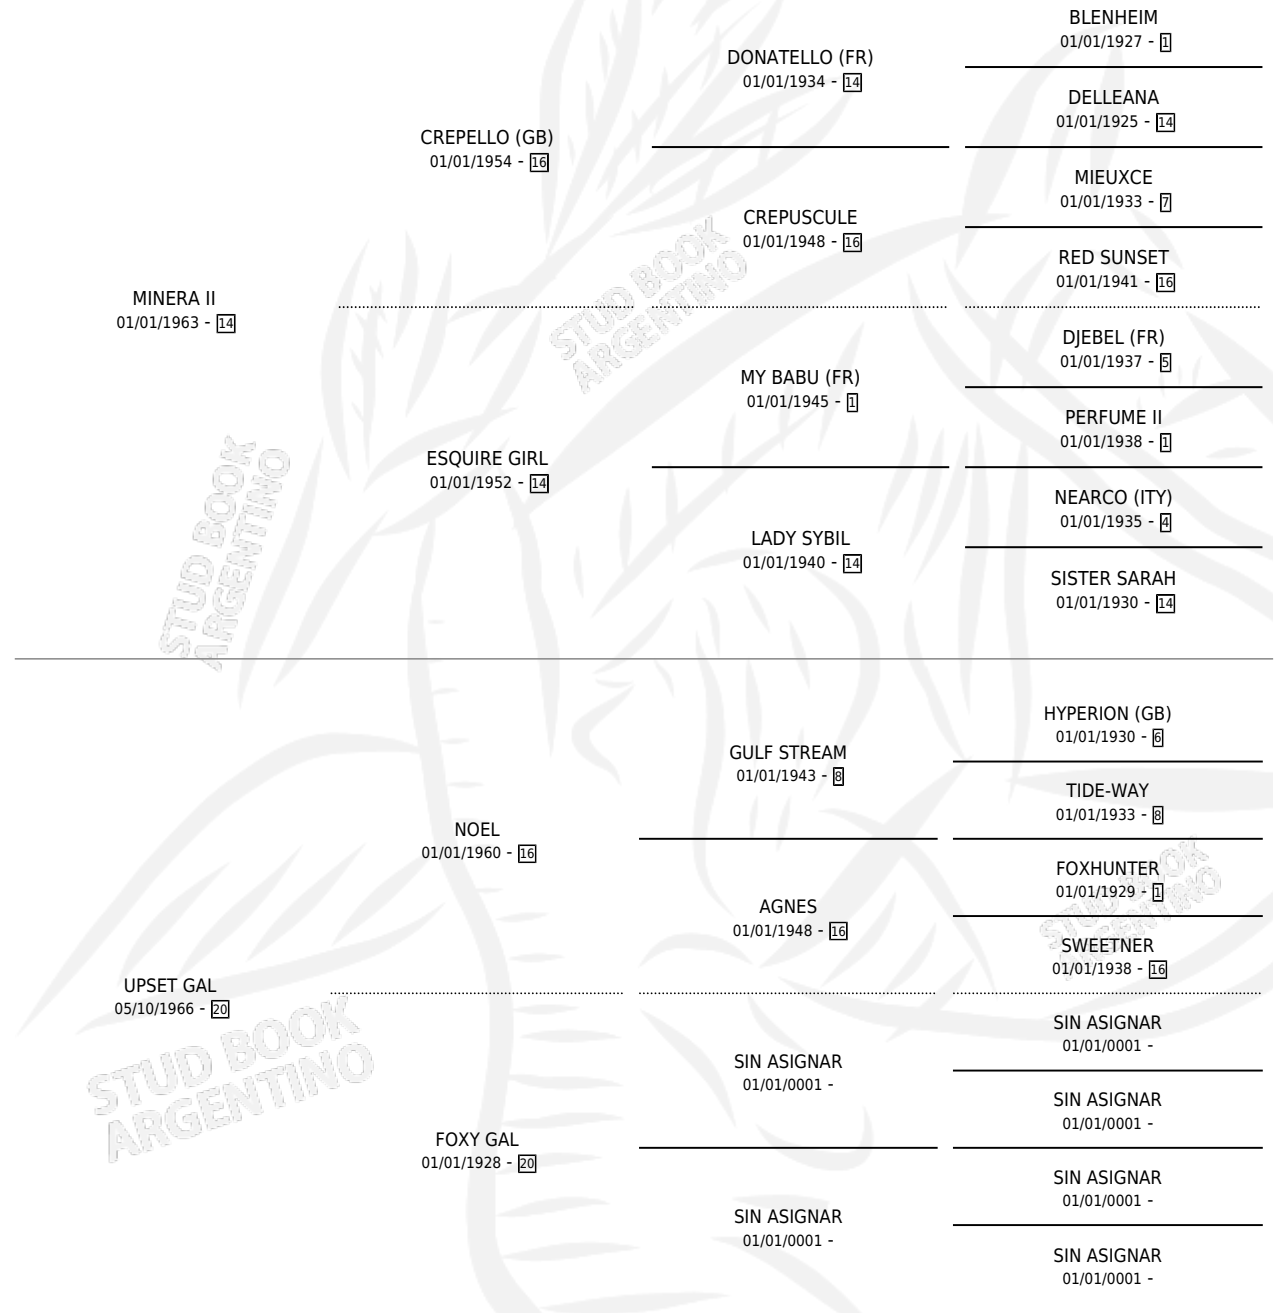 BLENHEIM
01/01/1927 - 1
DONATELLO (FR)
01/01/1934 - 14
DELLEANA
01/01/1925 - 14
CREPELLO (GB)
01/01/1954 - 16
MIEUXCE
01/01/1933 - 7
CREPUSCULE
01/01/1948 - 16
RED SUNSET
01/01/1941 - 16
MINERA II
01/01/1963 - 14
STUD BOOK
ARGENTINO
DJEBEL (FR)
01/01/1937 - 5
MY BABU (FR)
01/01/1945 - 1
PERFUME II
01/01/1938 - 1
ESQUIRE GIRL
01/01/1952 - 14
NEARCO (ITY)
01/01/1935 - 4
LADY SYBIL
01/01/1940 - 14
SISTER SARAH
01/01/1930 - 14
STUD BOOK
ARGENTINO
HYPERION (GB)
01/01/1930 - 6
GULF STREAM
01/01/1943 - 8
TIDE-WAY
01/01/1933 - 8
NOEL
01/01/1960 - 16
FOXHUNTER
01/01/1929 - 1
AGNES
01/01/1948 - 16
SWEETNER
01/01/1938 - 16
STUD BOOK
ARGENTINO
UPSET GAL
05/10/1966 - 20
SIN ASIGNAR
01/01/0001 -
SIN ASIGNAR
01/01/0001 -
SIN ASIGNAR
01/01/0001 -
STUD BOOK
ARGENTINO
FOXY GAL
01/01/1928 - 20
SIN ASIGNAR
01/01/0001 -
SIN ASIGNAR
01/01/0001 -
SIN ASIGNAR
01/01/0001 -